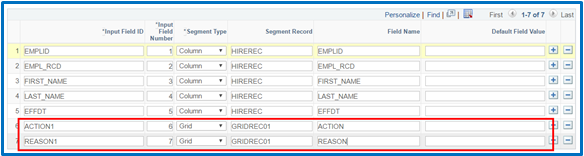 Personalize | Find | First 1-7 of 7 Last
*Input Field ID *Input Field Number *Segment Type Segment Record Field Name Default Field Value
1 EMPLID 1 Column HIREREC EMPLID
2 EMPL_RCD 2 Column HIREREC EMPL_RCD
3 FIRST_NAME 3 Column HIREREC FIRST_NAME
4 LAST_NAME 4 Column HIREREC LAST_NAME
5 EFFDT 5 Column HIREREC EFFDT
6 ACTION1 6 Grid GRIDREC01 ACTION
7 REASON1 7 Grid GRIDREC01 REASON